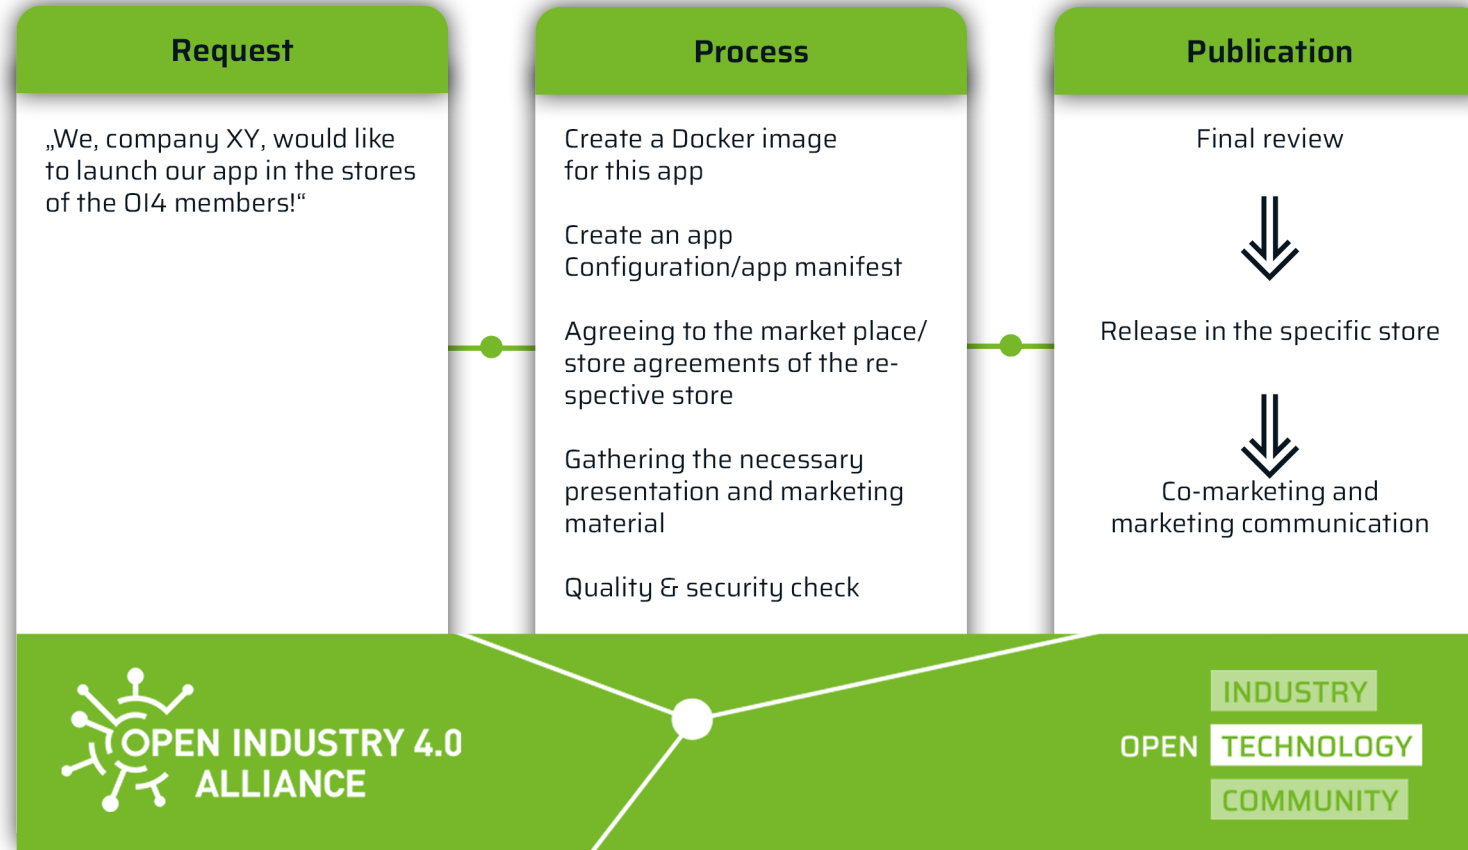 Request
„We, company XY, would like
to launch our app in the stores
of the OI4 members!“
Process
Create a Docker image
for this app
Create an app
Configuration/app manifest
Agreeing to the market place/
store agreements of the re-
spective store
Gathering the necessary
presentation and marketing
material
Quality & security check
Publication
Final review
Release in the specific store
Co-marketing and
marketing communication
OPEN INDUSTRY 4.0
ALLIANCE
INDUSTRY
OPEN TECHNOLOGY
COMMUNITY